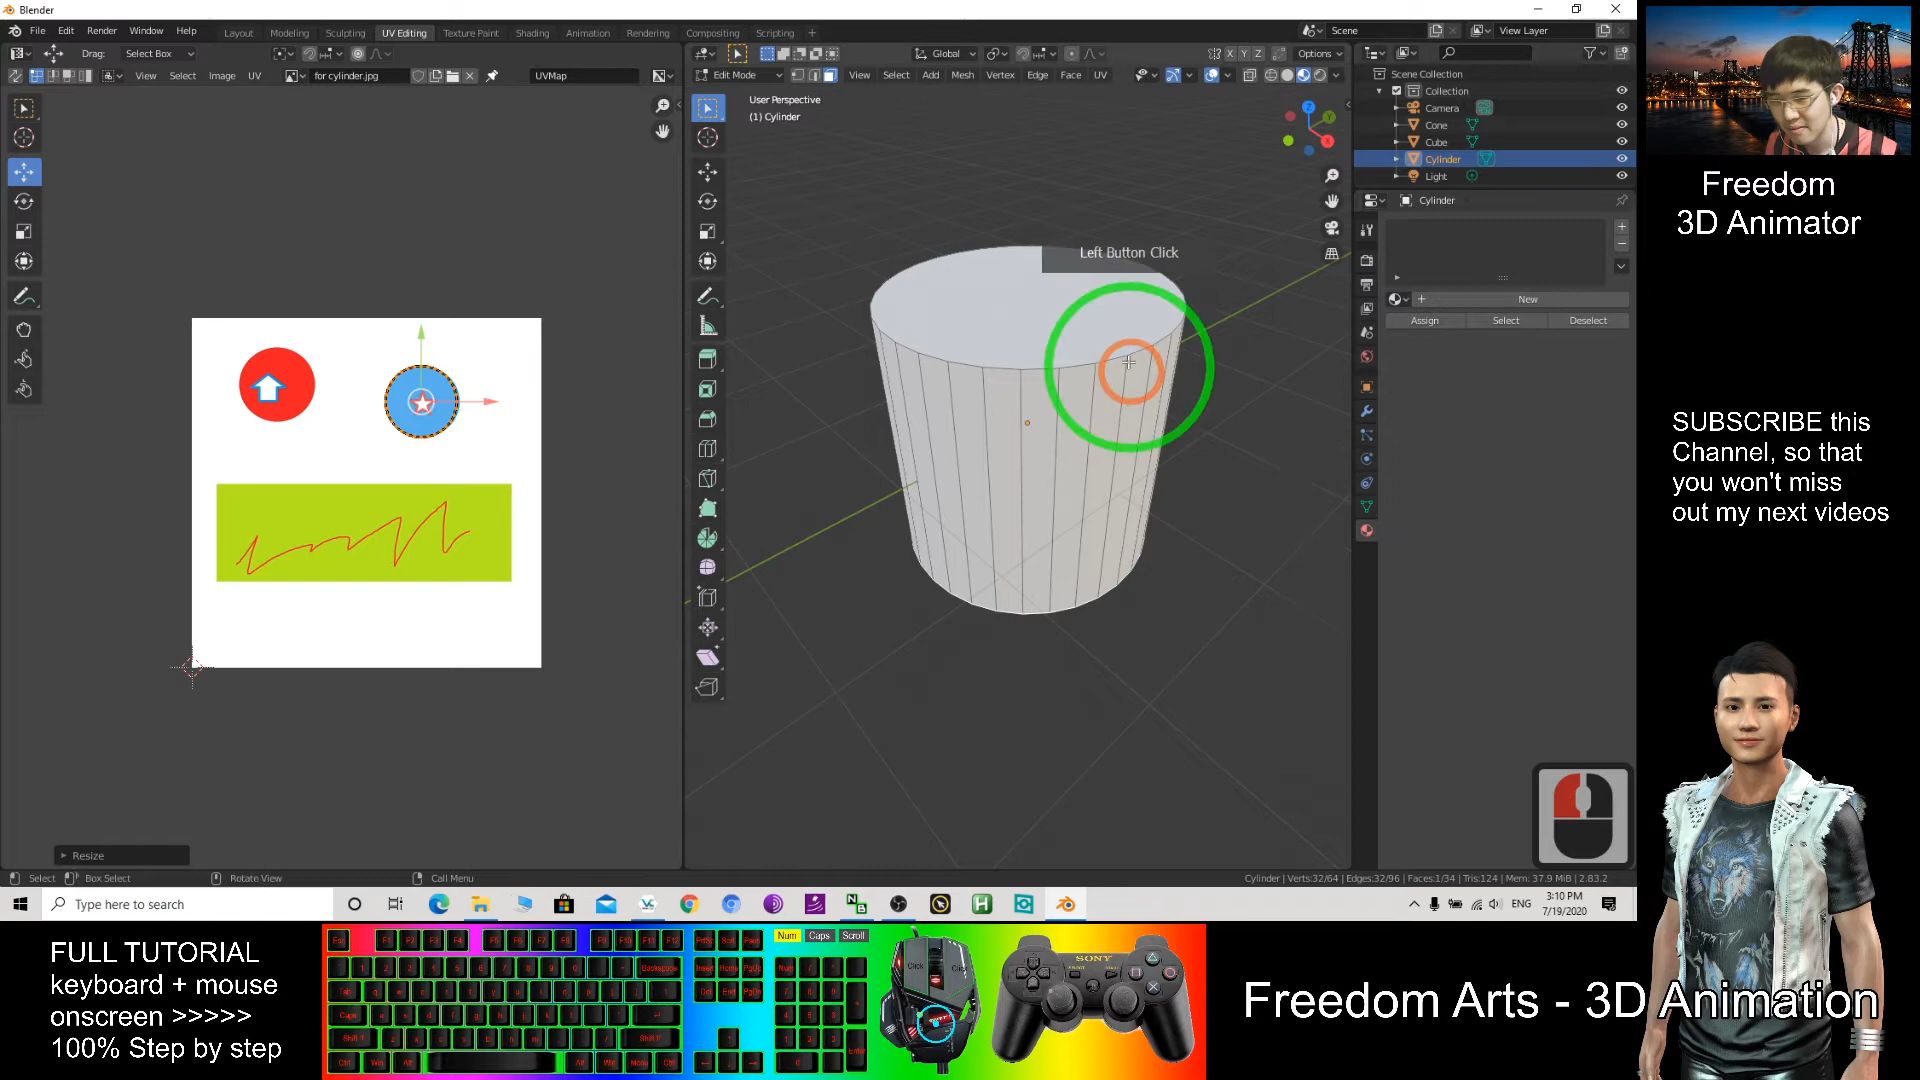 Blender
File Edit Render Window Help
Layout Modeling Sculpting UV Editing Texture Paint Shading Animation Rendering Compositing Scripting +
Scene
View Layer
Drag: Select Box
Global
X Y Z
Options
View Select Image UV
for cylinder.jpg
UVMap
Edit Mode
View Select Add Mesh Vertex Edge Face UV
User Perspective
(1) Cylinder
Scene Collection
Collection
Camera
Cone
Cube
Cylinder
Light
Cylinder
New
Assign Select Deselect
Left Button Click
Resize
Select Box Select Rotate View Call Menu
Cylinder | Verts:32/64 | Edges:32/96 | Faces:1/34 | Tris:124 | Mem: 37.9 MiB | 2.83.2
Type here to search
ENG
3:10 PM
7/19/2020
Freedom
3D Animator
SUBSCRIBE this
Channel, so that
you won't miss
out my next videos
FULL TUTORIAL
keyboard + mouse
onscreen >>>>>
100% Step by step
Num Caps Scroll
Click Click
SONY
Freedom Arts - 3D Animation